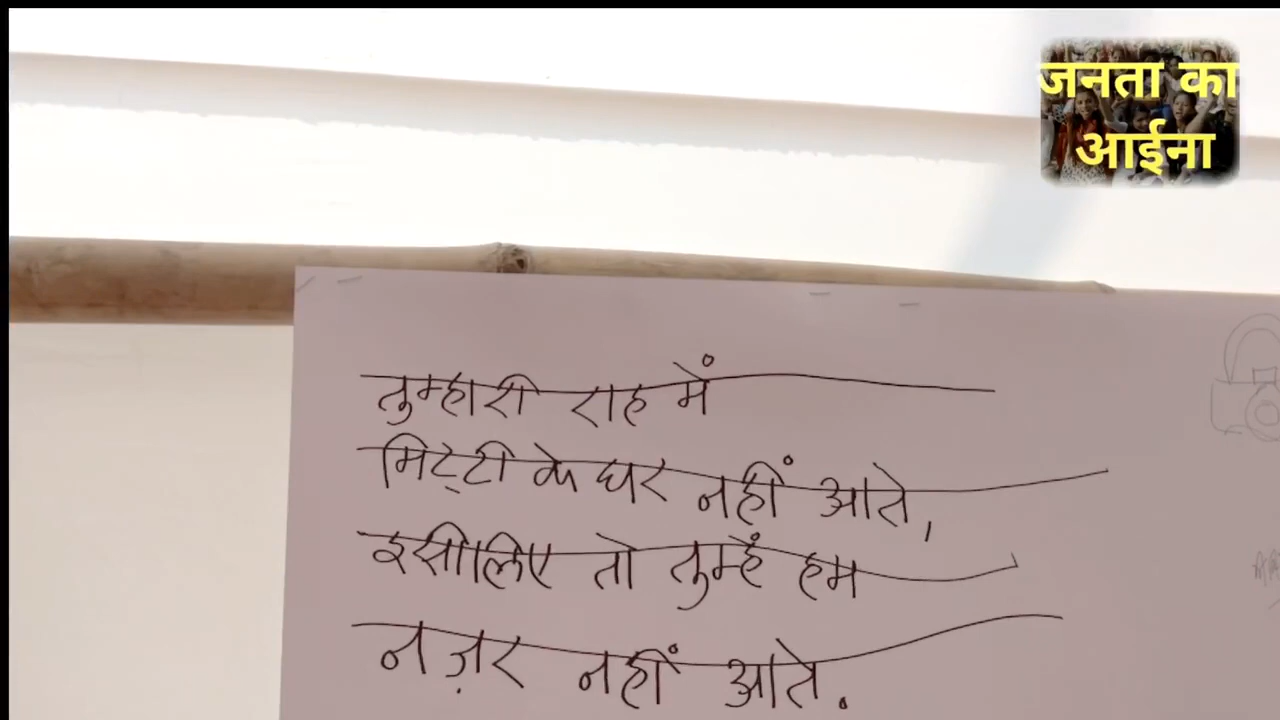 जनता का
आईना
तुम्हारी राह में
मिट्टी के घर नहीं आते,
इसीलिए तो तुम्हें हम
नज़र नहीं आते.